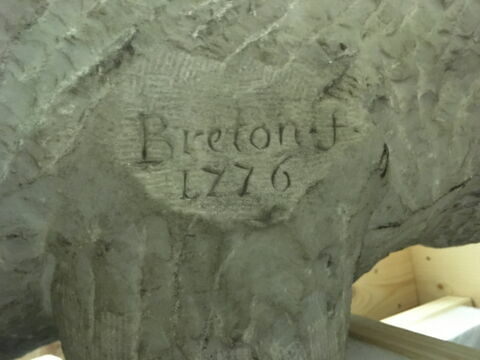 Breton · f ·
1776